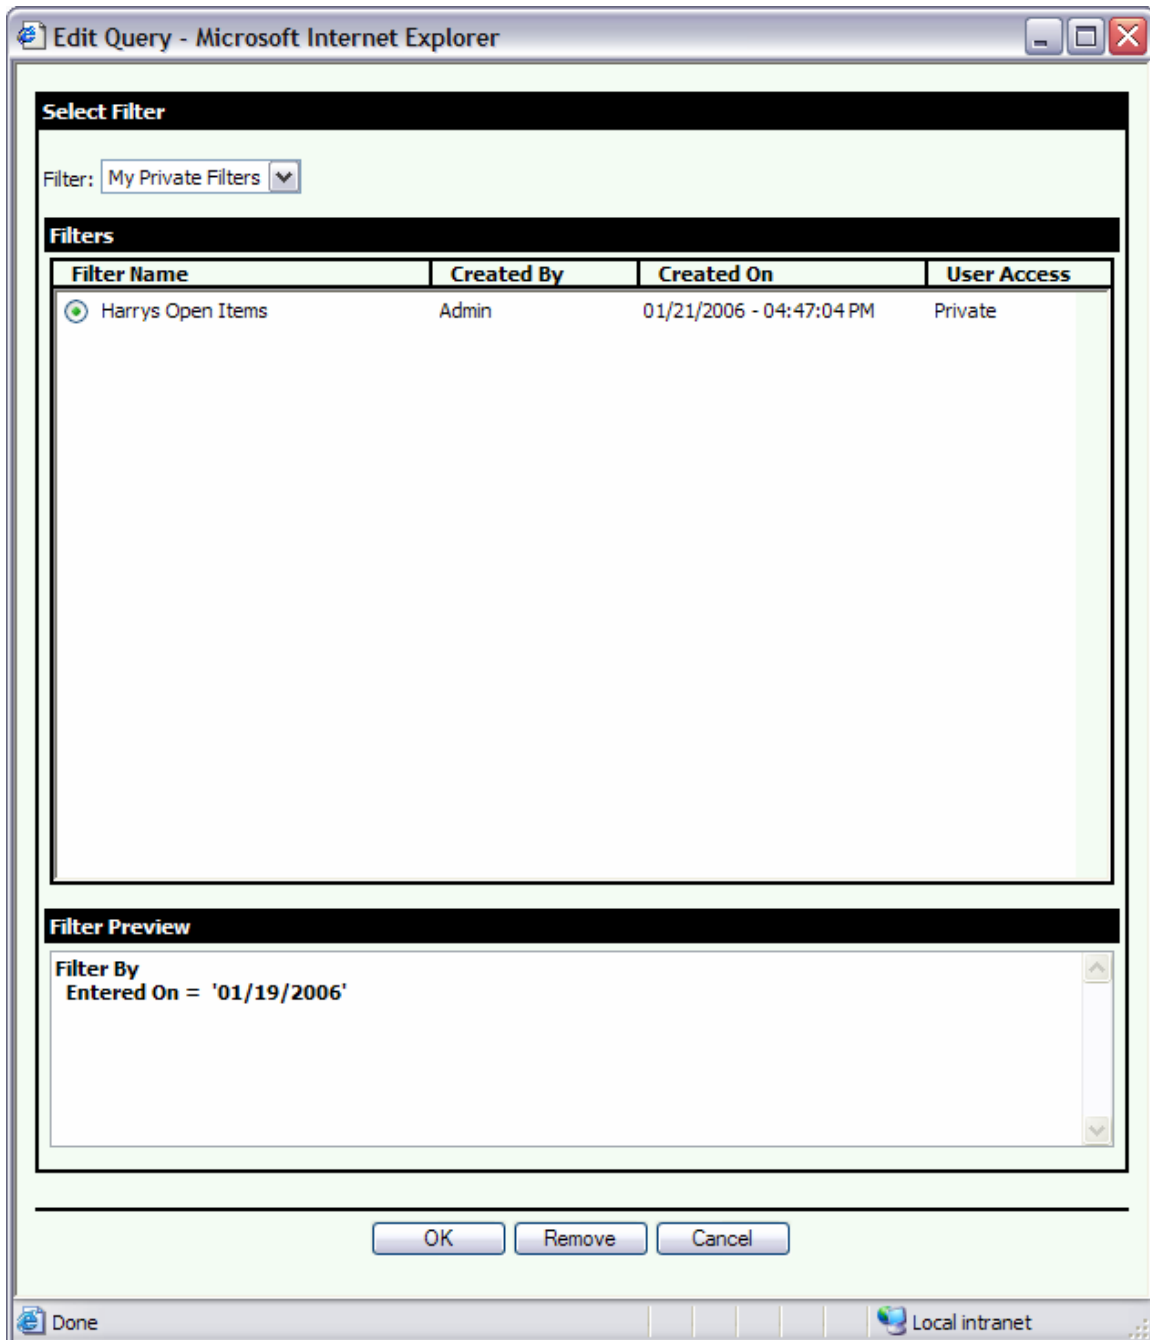 Edit Query - Microsoft Internet Explorer
Select Filter
Filter: My Private Filters
Filters
Filter Name Created By Created On User Access
Harrys Open Items Admin 01/21/2006 - 04:47:04 PM Private
Filter Preview
Filter By
Entered On = '01/19/2006'
OK Remove Cancel
Done Local intranet